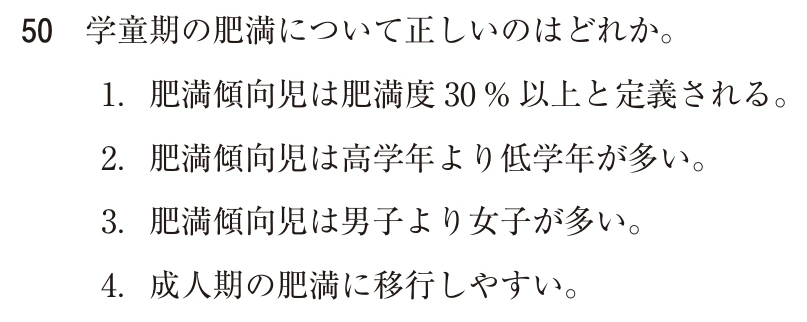 50 学童期の肥満について正しいのはどれか。
1. 肥満傾向児は肥満度 30 % 以上と定義される。
2. 肥満傾向児は高学年より低学年が多い。
3. 肥満傾向児は男子より女子が多い。
4. 成人期の肥満に移行しやすい。